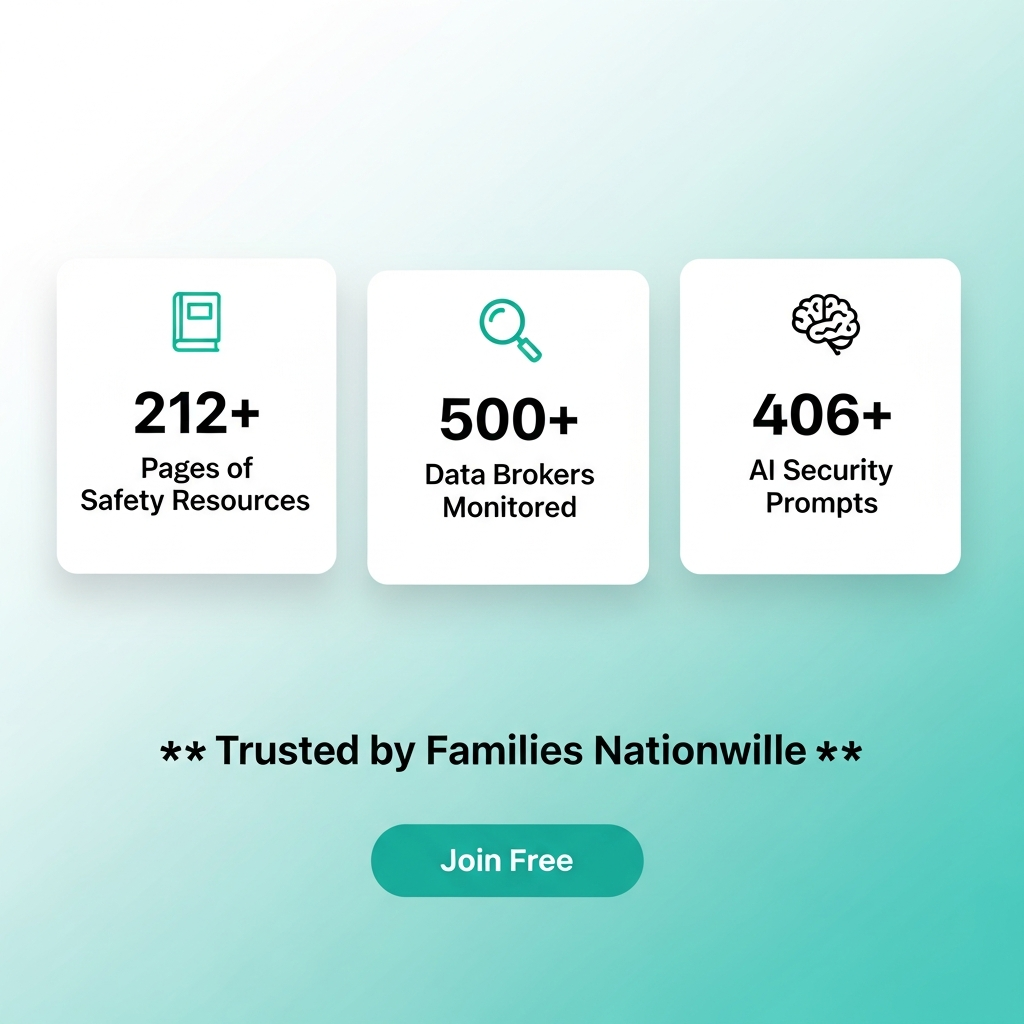 212+
Pages of
Safety Resources
500+
Data Brokers
Monitored
406+
AI Security
Prompts
** Trusted by Families Nationwille **
Join Free